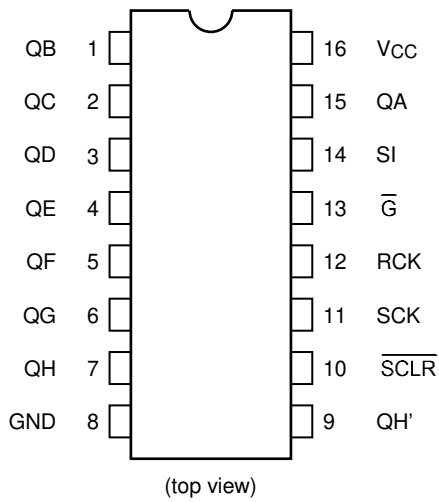 QB 1 16 VCC
QC 2 15 QA
QD 3 14 SI
QE 4 13 G̅
QF 5 12 RCK
QG 6 11 SCK
QH 7 10 S̅C̅L̅R̅
GND 8 9 QH'
(top view)